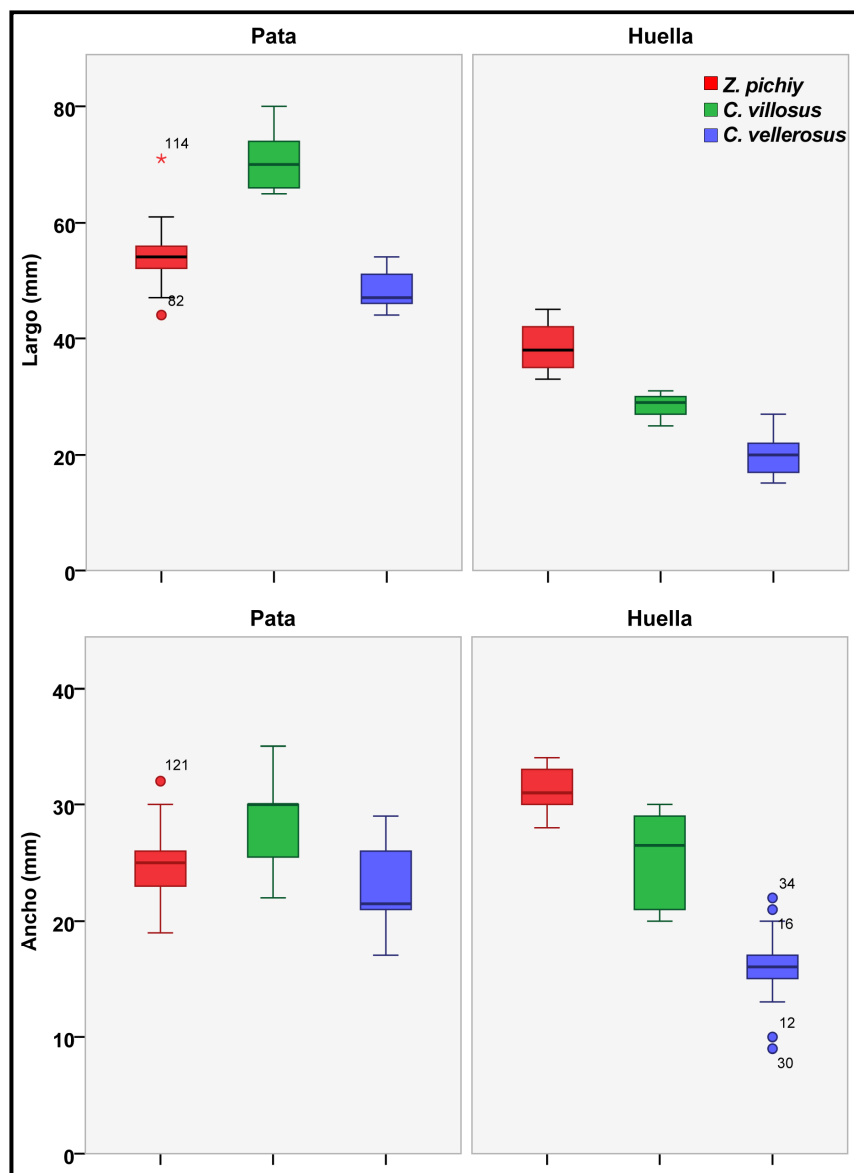 Pata
Huella
Z. pichiy
C. villosus
C. vellerosus
Largo (mm)
80
60
40
20
0
114
82
Pata
Huella
Ancho (mm)
40
30
20
10
0
121
34
16
12
30